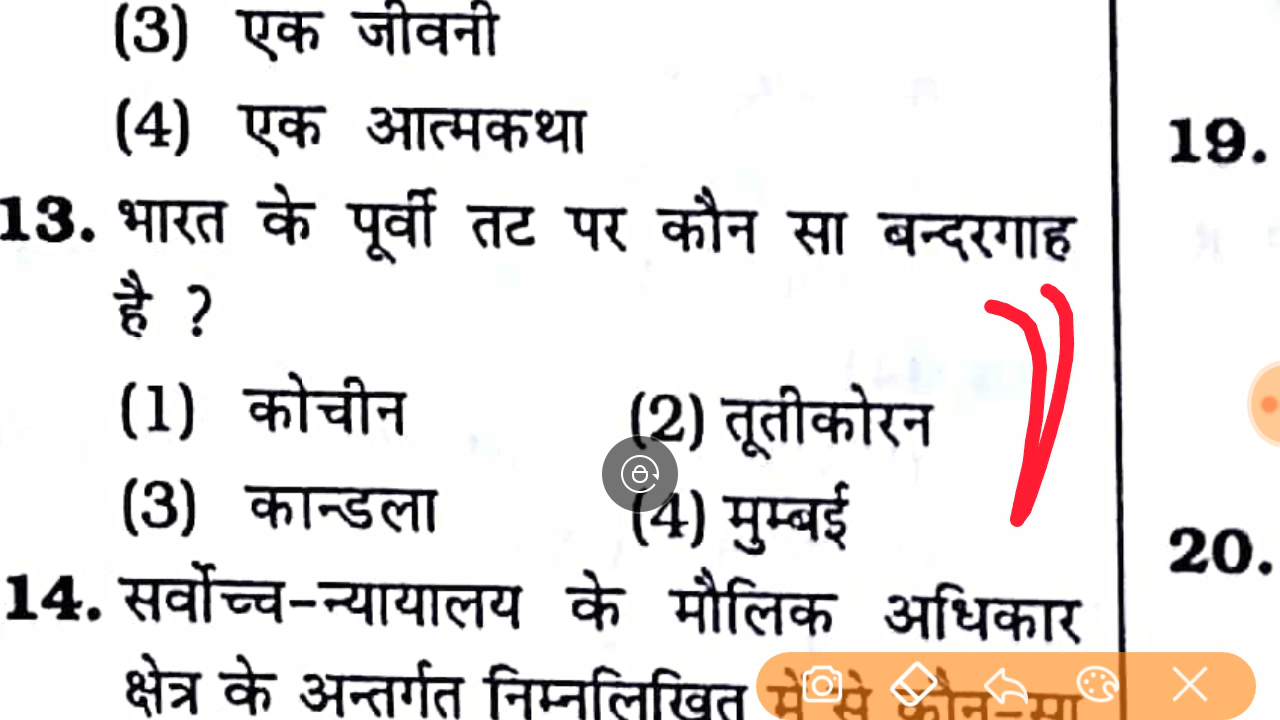 (3) एक जीवनी
(4) एक आत्मकथा
13. भारत के पूर्वी तट पर कौन सा बन्दरगाह
है ?
(1) कोचीन (2) तूतीकोरन
(3) कान्डला (4) मुम्बई
14. सर्वोच्च-न्यायालय के मौलिक अधिकार
क्षेत्र के अन्तर्गत निम्नलिखित में से कौन-सा
19.
20.